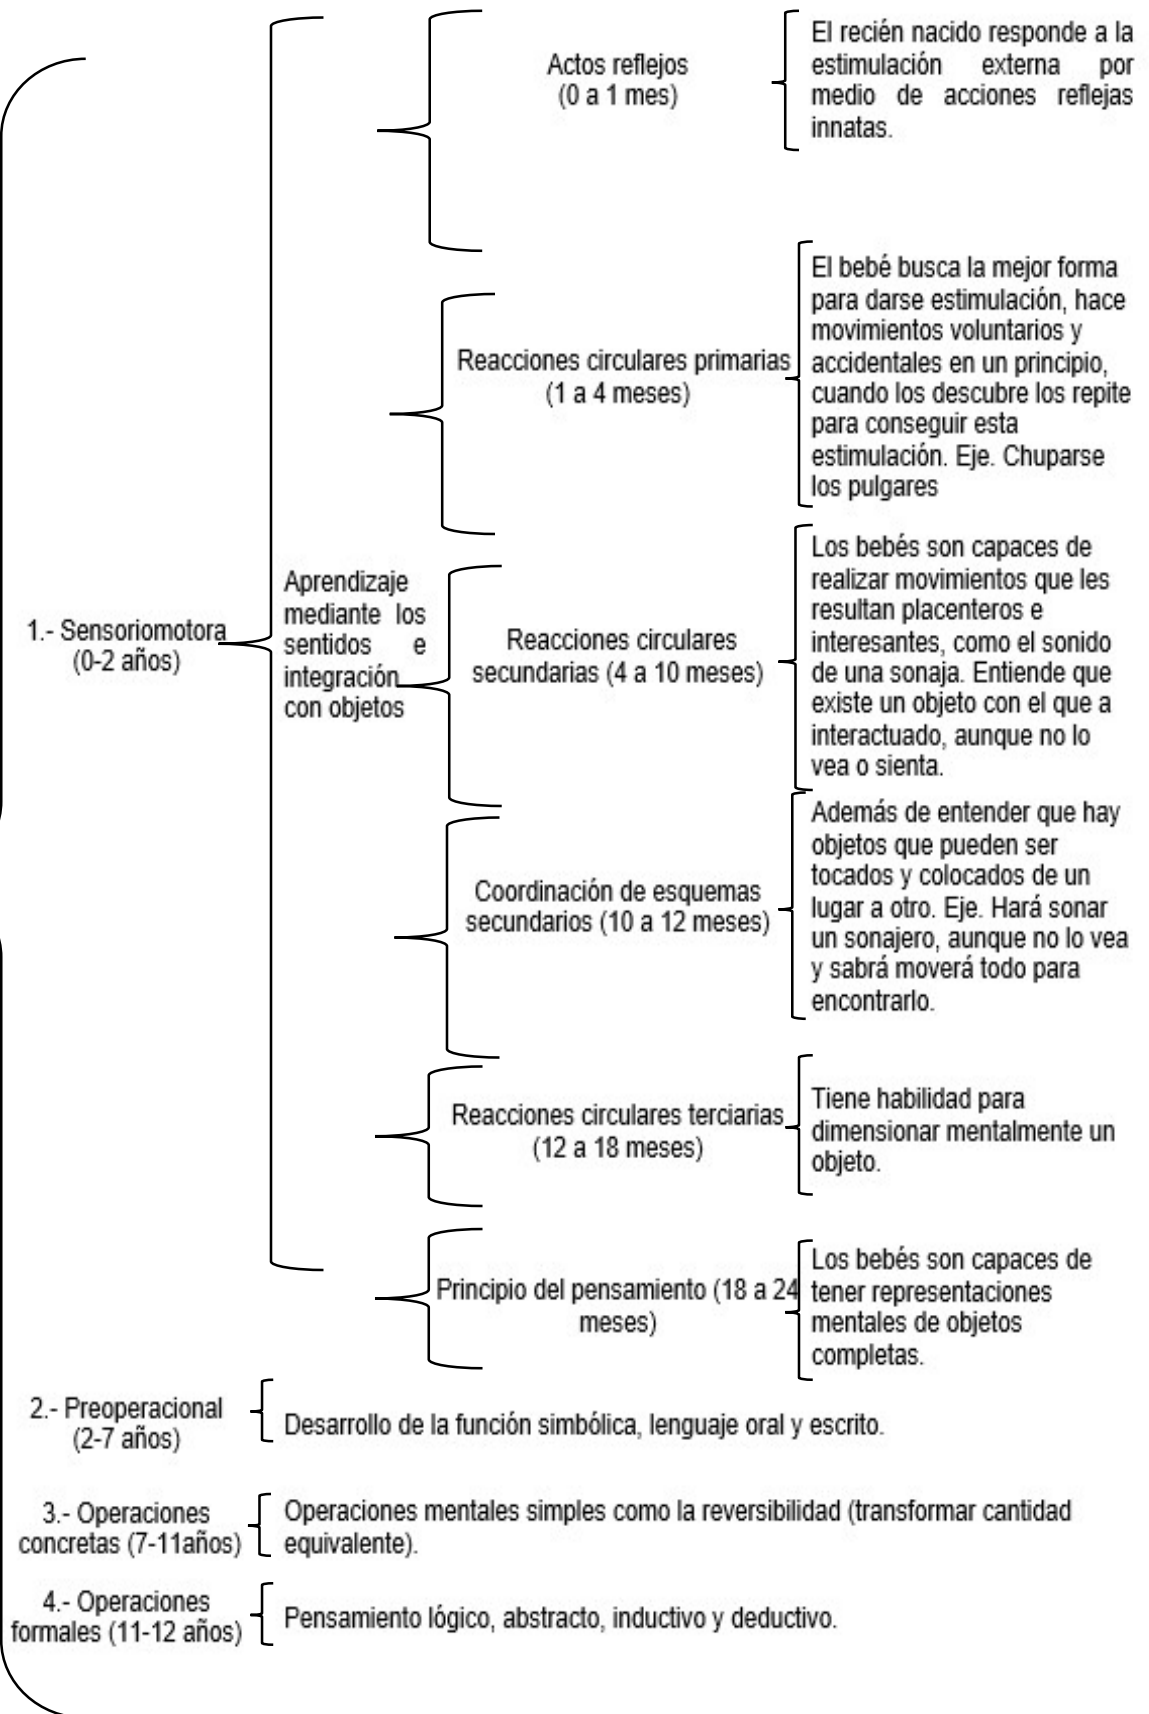 Actos reflejos
(0 a 1 mes)
El recién nacido responde a la
estimulación externa por
medio de acciones reflejas
innatas.
Reacciones circulares primarias
(1 a 4 meses)
El bebé busca la mejor forma
para darse estimulación, hace
movimientos voluntarios y
accidentales en un principio,
cuando los descubre los repite
para conseguir esta
estimulación. Eje. Chuparse
los pulgares
1.- Sensoriomotora
(0-2 años)
Aprendizaje
mediante los
sentidos e
integración
con objetos
Reacciones circulares
secundarias (4 a 10 meses)
Los bebés son capaces de
realizar movimientos que les
resultan placenteros e
interesantes, como el sonido
de una sonaja. Entiende que
existe un objeto con el que a
interactuado, aunque no lo
vea o sienta.
Coordinación de esquemas
secundarios (10 a 12 meses)
Además de entender que hay
objetos que pueden ser
tocados y colocados de un
lugar a otro. Eje. Hará sonar
un sonajero, aunque no lo vea
y sabrá moverá todo para
encontrarlo.
Reacciones circulares terciarias
(12 a 18 meses)
Tiene habilidad para
dimensionar mentalmente un
objeto.
Principio del pensamiento (18 a 24
meses)
Los bebés son capaces de
tener representaciones
mentales de objetos
completas.
2.- Preoperacional
(2-7 años)
Desarrollo de la función simbólica, lenguaje oral y escrito.
3.- Operaciones
concretas (7-11años)
Operaciones mentales simples como la reversibilidad (transformar cantidad
equivalente).
4.- Operaciones
formales (11-12 años)
Pensamiento lógico, abstracto, inductivo y deductivo.